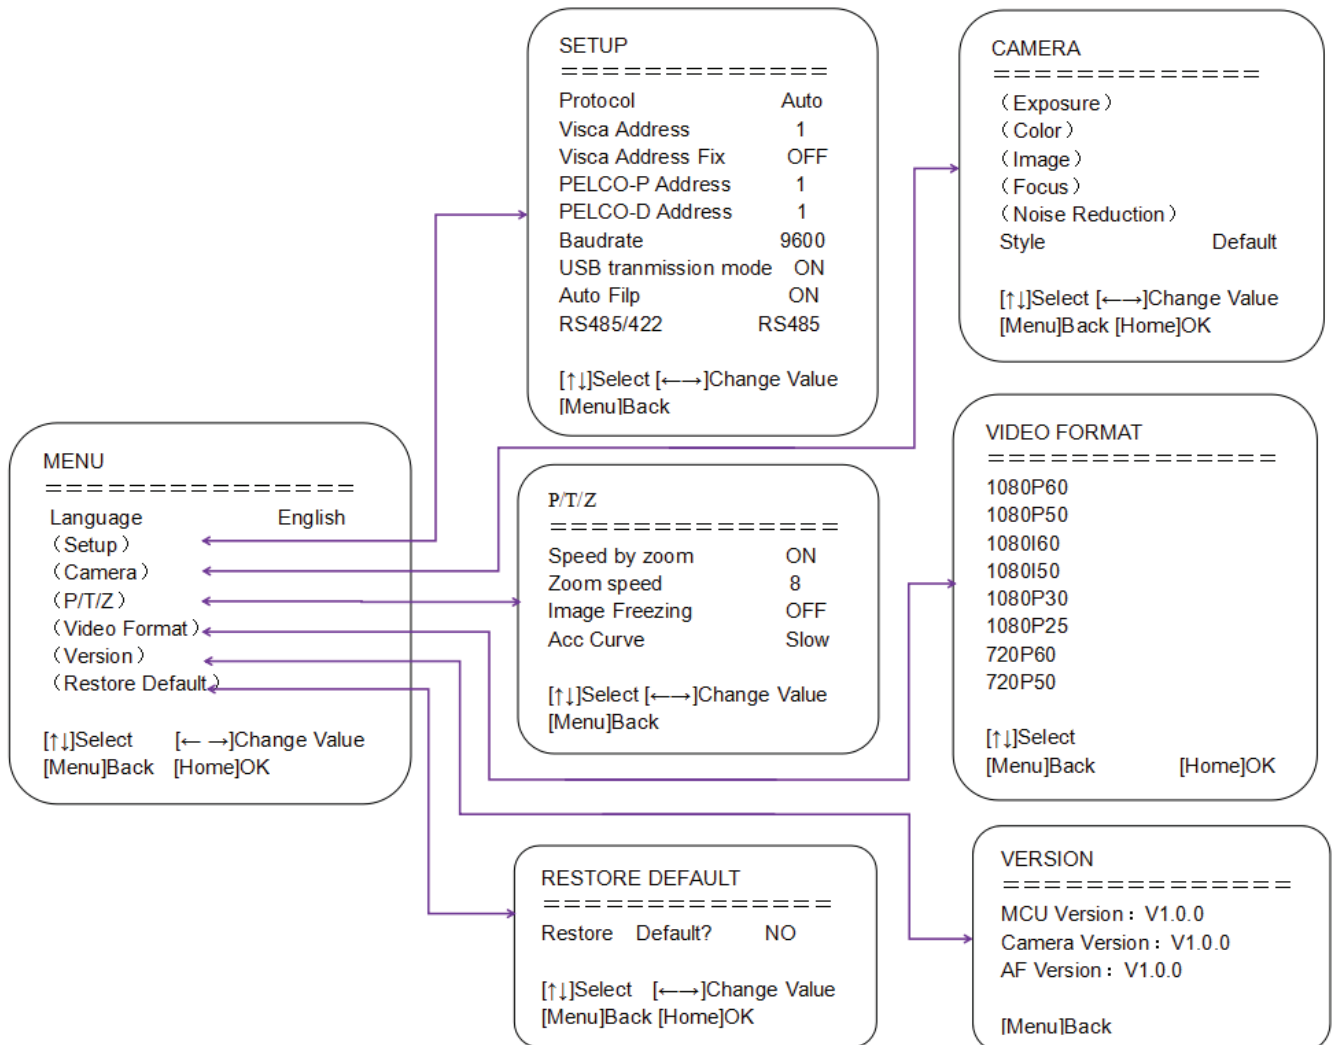 SETUP
=============
Protocol Auto
Visca Address 1
Visca Address Fix OFF
PELCO-P Address 1
PELCO-D Address 1
Baudrate 9600
USB tranmission mode ON
Auto Filp ON
RS485/422 RS485
[↑↓]Select [←→]Change Value
[Menu]Back
CAMERA
=============
（Exposure）
（Color）
（Image）
（Focus）
（Noise Reduction）
Style Default
[↑↓]Select [←→]Change Value
[Menu]Back [Home]OK
MENU
===============
Language English
（Setup）
（Camera）
（P/T/Z）
（Video Format）
（Version）
（Restore Default）
[↑↓]Select [← →]Change Value
[Menu]Back [Home]OK
P/T/Z
==============
Speed by zoom ON
Zoom speed 8
Image Freezing OFF
Acc Curve Slow
[↑↓]Select [←→]Change Value
[Menu]Back
VIDEO FORMAT
==============
1080P60
1080P50
1080I60
1080I50
1080P30
1080P25
720P60
720P50
[↑↓]Select
[Menu]Back [Home]OK
RESTORE DEFAULT
==============
Restore Default? NO
[↑↓]Select [←→]Change Value
[Menu]Back [Home]OK
VERSION
==============
MCU Version：V1.0.0
Camera Version：V1.0.0
AF Version：V1.0.0
[Menu]Back